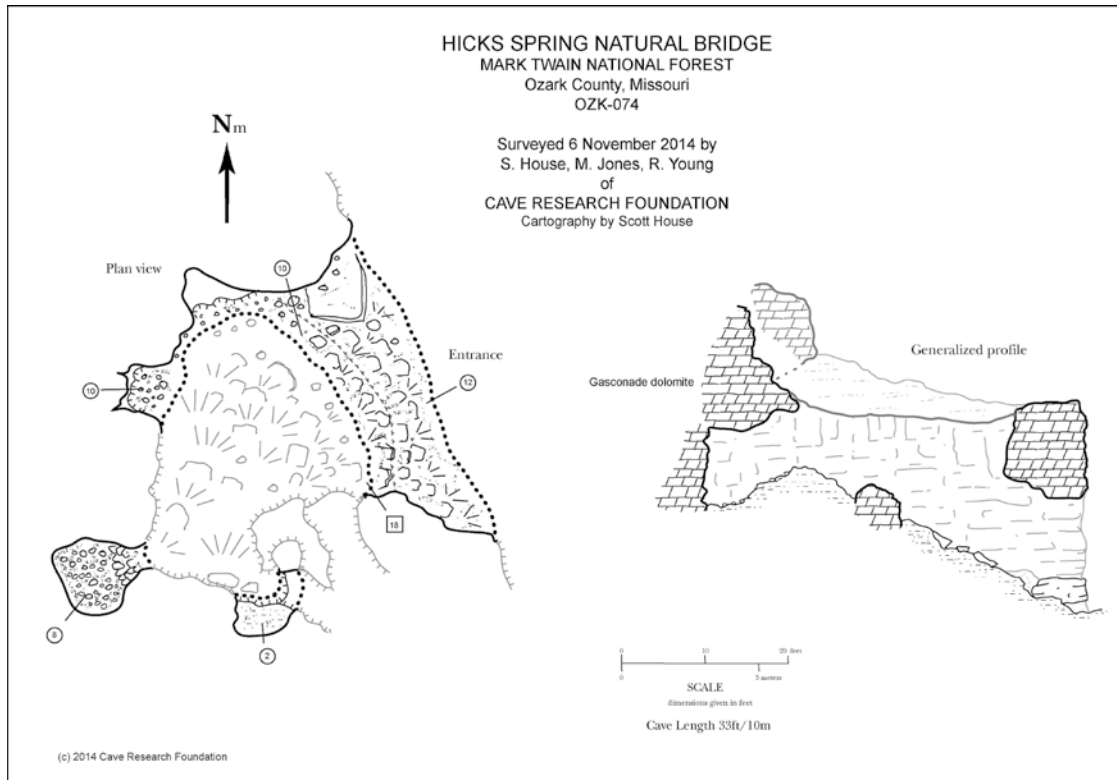 HICKS SPRING NATURAL BRIDGE
MARK TWAIN NATIONAL FOREST
Ozark County, Missouri
OZK-074
Surveyed 6 November 2014 by
S. House, M. Jones, R. Young
of
CAVE RESEARCH FOUNDATION
Cartography by Scott House
Nm
Plan view
10
Entrance
10
12
18
8
2
Generalized profile
Gasconade dolomite
0 10 20 feet
0 5 meters
SCALE
dimensions given in feet
Cave Length 33ft/10m
(c) 2014 Cave Research Foundation